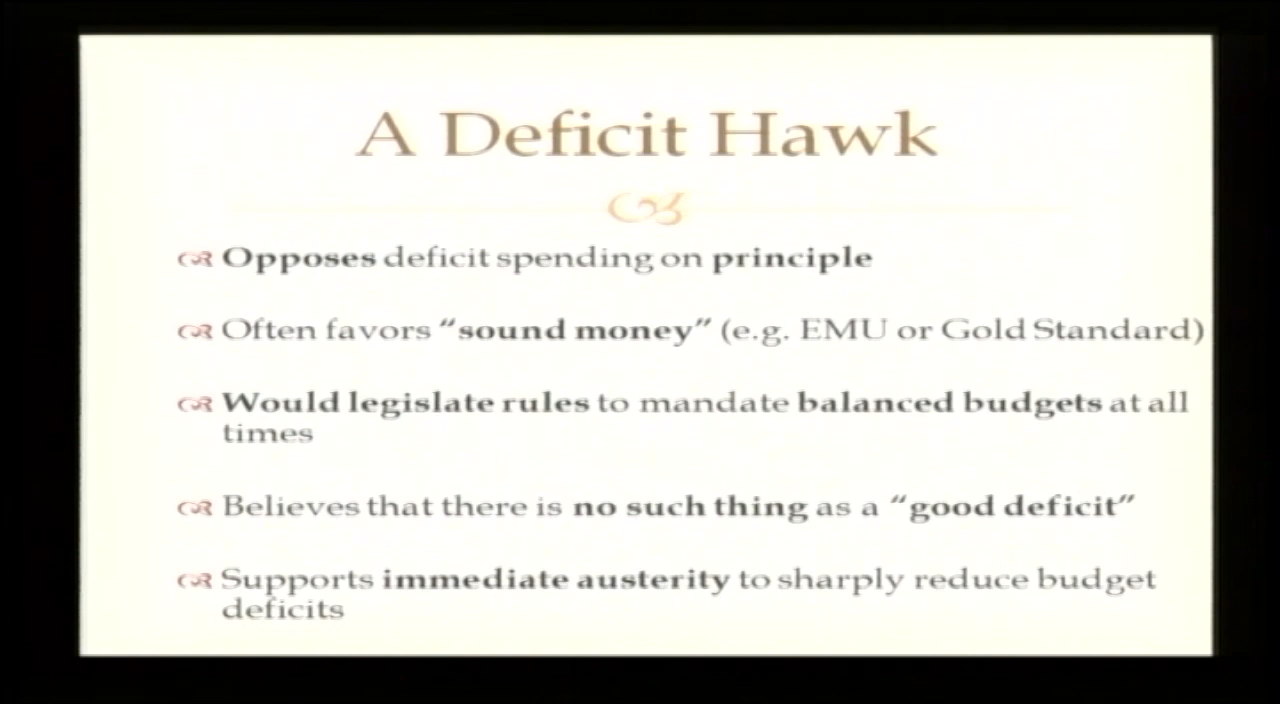 A Deficit Hawk
Opposes deficit spending on principle
Often favors “sound money” (e.g. EMU or Gold Standard)
Would legislate rules to mandate balanced budgets at all
times
Believes that there is no such thing as a “good deficit”
Supports immediate austerity to sharply reduce budget
deficits